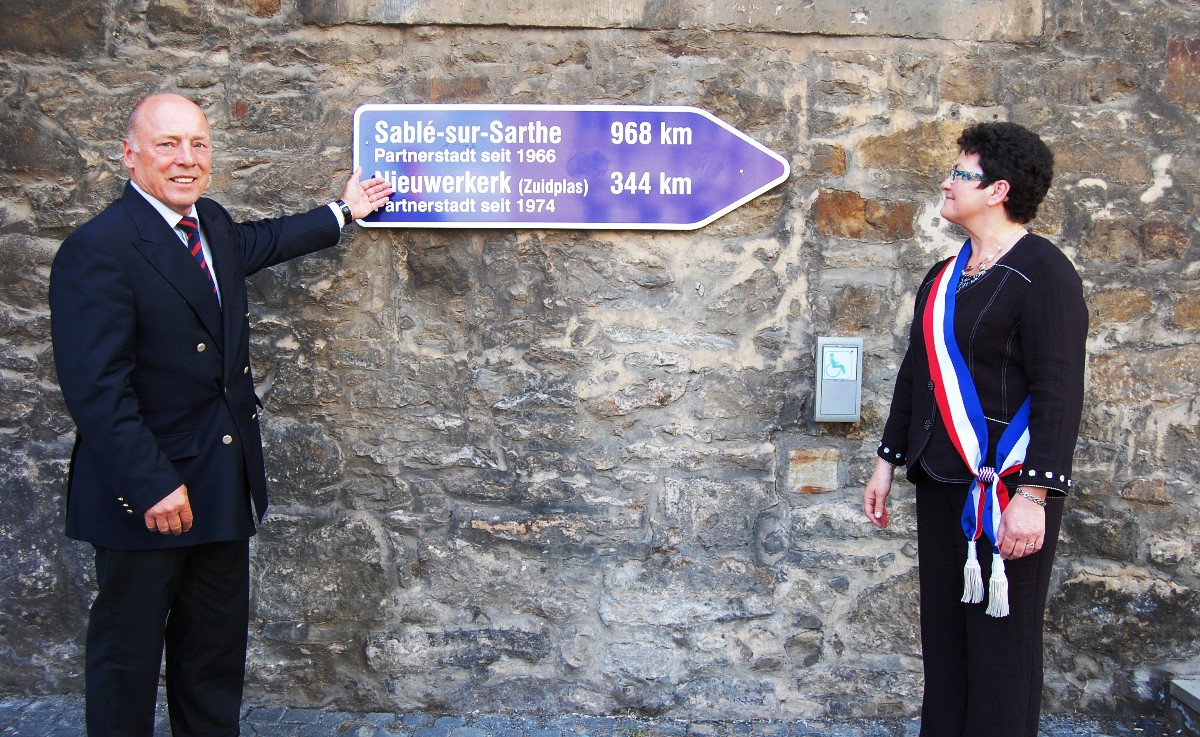 Sablé-sur-Sarthe 968 km
Partnerstadt seit 1966
Nieuwerkerk (Zuidplas) 344 km
Partnerstadt seit 1974